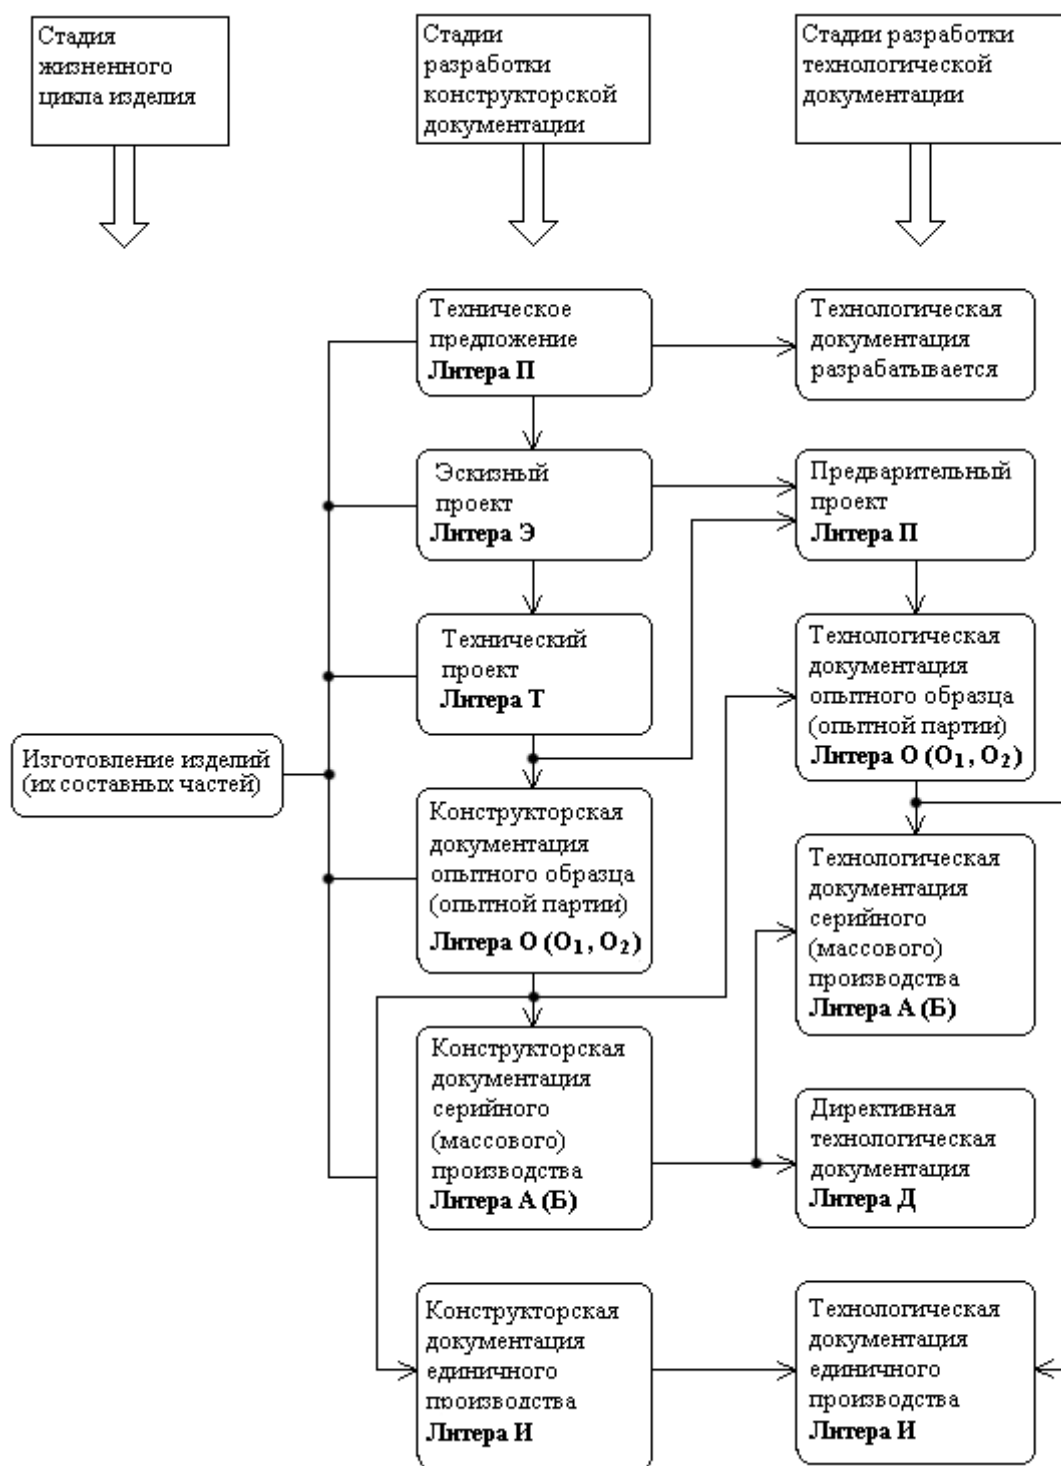 Стадия
жизненного
цикла изделия
Стадии
разработки
конструкторской
документации
Стадии разработки
технологической
документации
Техническое
предложение
Литера П
Технологическая
документация
разрабатывается
Эскизный
проект
Литера Э
Предварительный
проект
Литера П
Технический
проект
Литера Т
Технологическая
документация
опытного образца
(опытной партии)
Литера О (О₁, О₂)
Изготовление изделий
(их составных частей)
Конструкторская
документация
опытного образца
(опытной партии)
Литера О (О₁, О₂)
Технологическая
документация
серийного
(массового)
производства
Литера А (Б)
Конструкторская
документация
серийного
(массового)
производства
Литера А (Б)
Директивная
технологическая
документация
Литера Д
Конструкторская
документация
единичного
производства
Литера И
Технологическая
документация
единичного
производства
Литера И